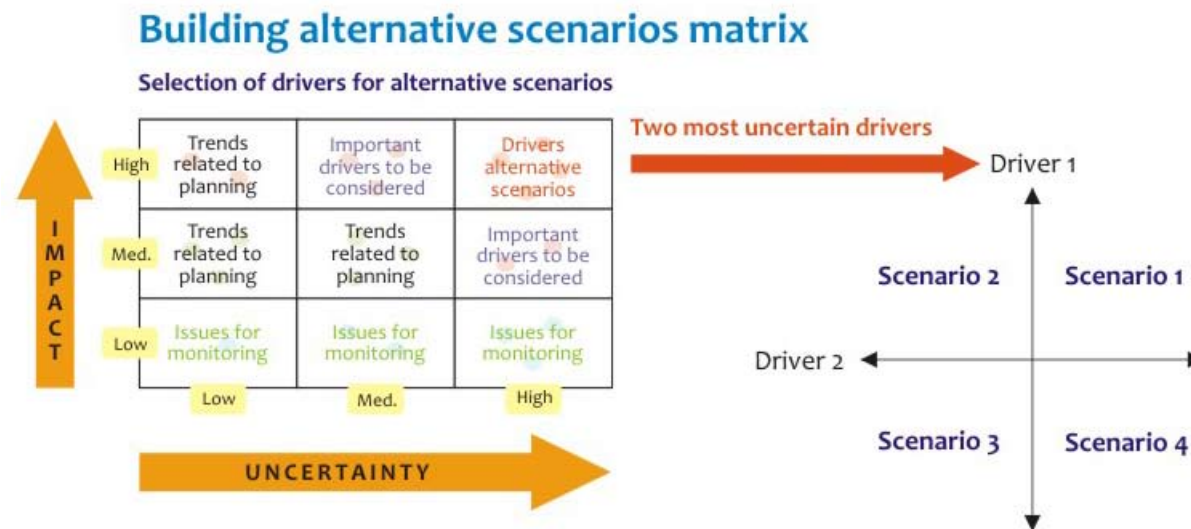 Building alternative scenarios matrix
Selection of drivers for alternative scenarios
IMPACT
High
Trends
related to
planning
Important
drivers to be
considered
Drivers
alternative
scenarios
Med.
Trends
related to
planning
Trends
related to
planning
Important
drivers to be
considered
Low
Issues for
monitoring
Issues for
monitoring
Issues for
monitoring
Low
Med.
High
UNCERTAINTY
Two most uncertain drivers
Driver 1
Scenario 2
Scenario 1
Driver 2
Scenario 3
Scenario 4